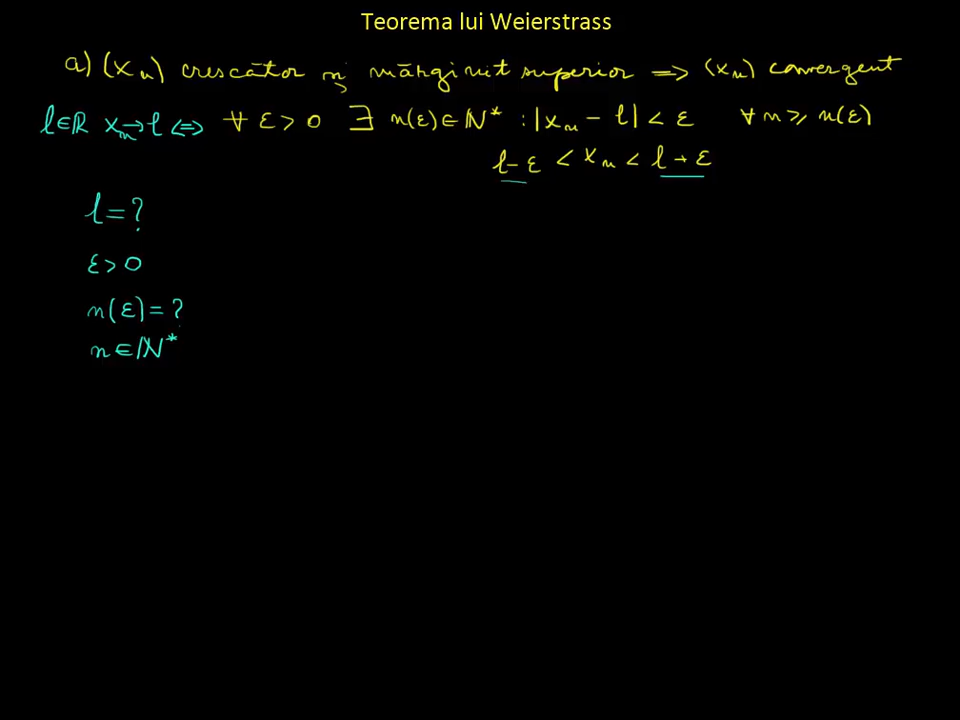 Teorema lui Weierstrass
a) (xₙ) crescător și mărginit superior ⇒ (xₙ) convergent
l∈ℝ xₙ→l ⇔ ∀ ε > 0 ∃ n(ε) ∈ ℕ* : |xₙ - l| < ε ∀ n ≥ n(ε)
l - ε < xₙ < l + ε
l = ?
ε > 0
n(ε) = ?
n ∈ ℕ*